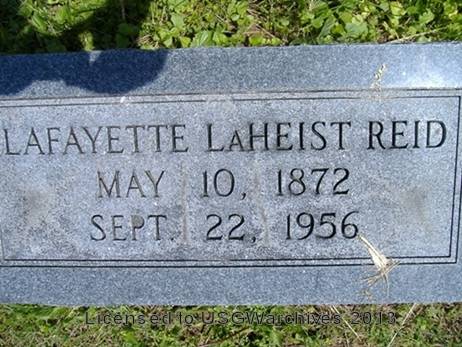 LAFAYETTE LaHEIST REID
MAY 10, 1872
SEPT. 22, 1956
Licensed to USGWarchives 2013